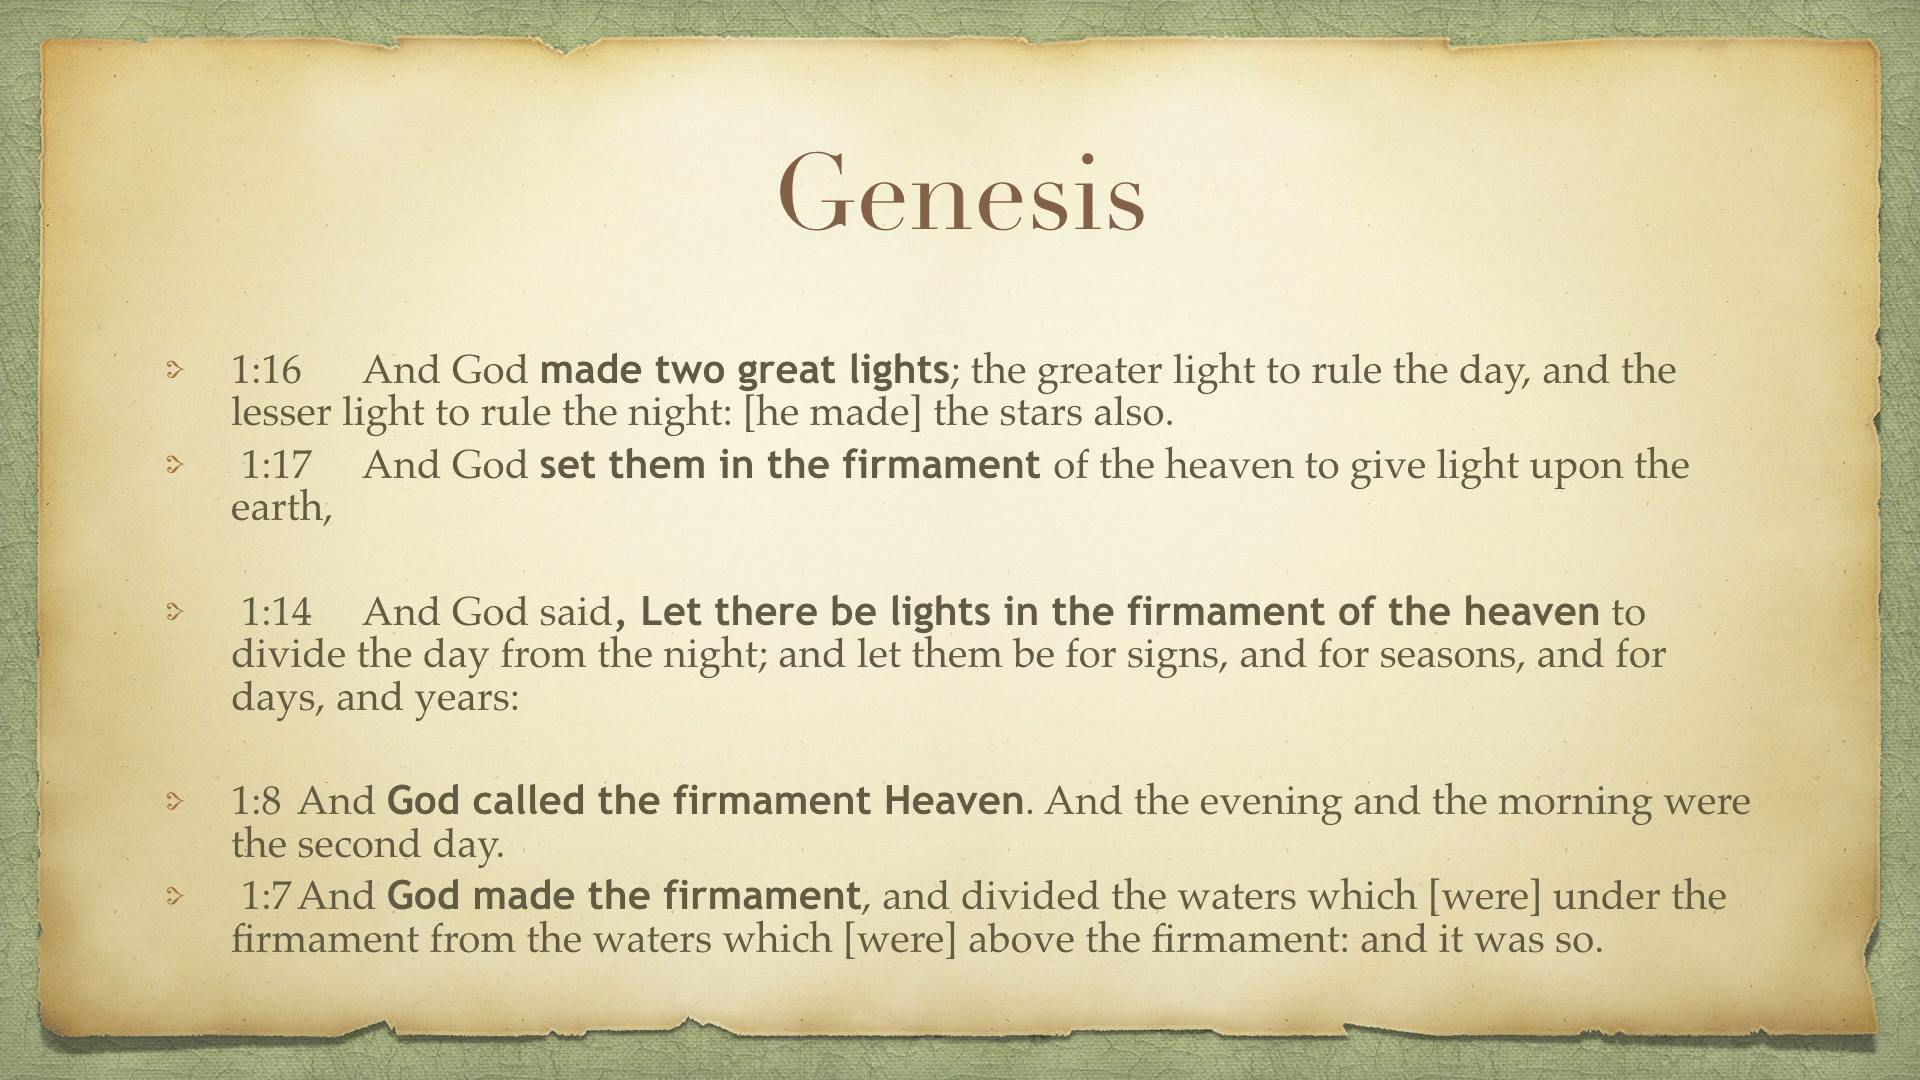 Genesis
1:16 And God made two great lights; the greater light to rule the day, and the
lesser light to rule the night: [he made] the stars also.
1:17 And God set them in the firmament of the heaven to give light upon the
earth,
1:14 And God said, Let there be lights in the firmament of the heaven to
divide the day from the night; and let them be for signs, and for seasons, and for
days, and years:
1:8 And God called the firmament Heaven. And the evening and the morning were
the second day.
1:7 And God made the firmament, and divided the waters which [were] under the
firmament from the waters which [were] above the firmament: and it was so.